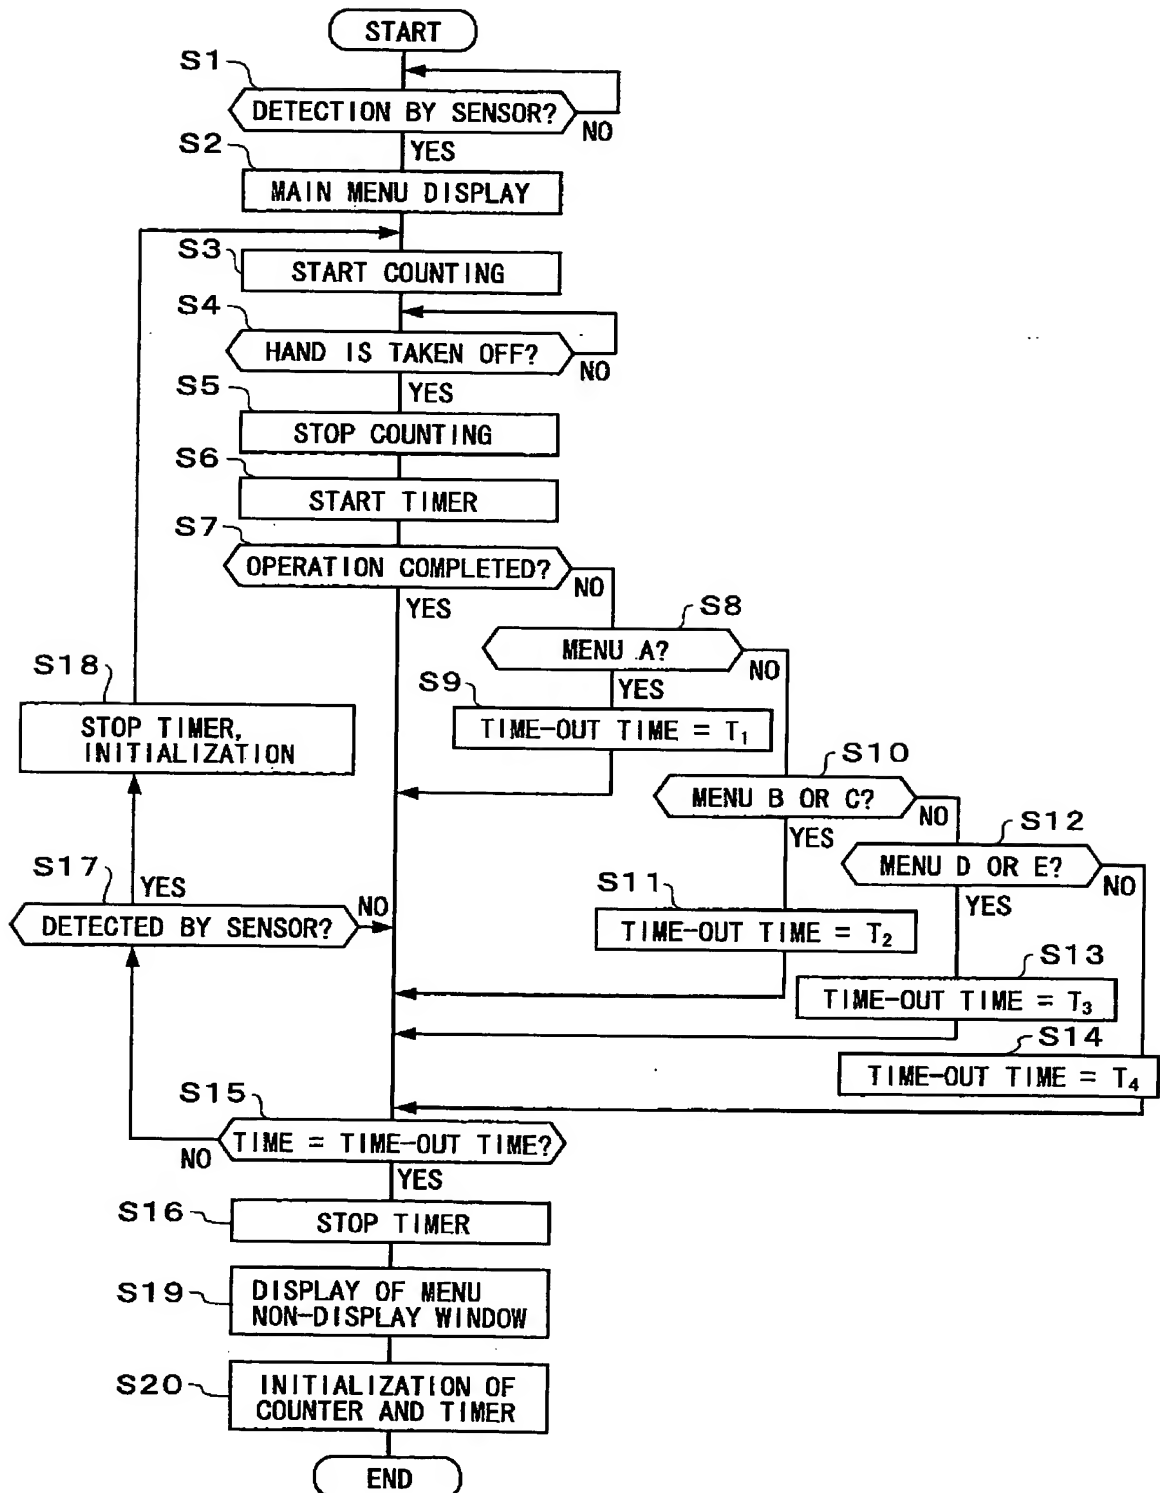 START
S1
DETECTION BY SENSOR?
NO
YES
S2
MAIN MENU DISPLAY
S3
START COUNTING
S4
HAND IS TAKEN OFF?
NO
YES
S5
STOP COUNTING
S6
START TIMER
S7
OPERATION COMPLETED?
NO
YES
S8
MENU A?
NO
YES
S9
TIME-OUT TIME = T1
S10
MENU B OR C?
NO
YES
S11
TIME-OUT TIME = T2
S12
MENU D OR E?
NO
YES
S13
TIME-OUT TIME = T3
S14
TIME-OUT TIME = T4
S15
TIME = TIME-OUT TIME?
NO
YES
S16
STOP TIMER
S17
DETECTED BY SENSOR?
YES
NO
S18
STOP TIMER,
INITIALIZATION
S19
DISPLAY OF MENU
NON-DISPLAY WINDOW
S20
INITIALIZATION OF
COUNTER AND TIMER
END